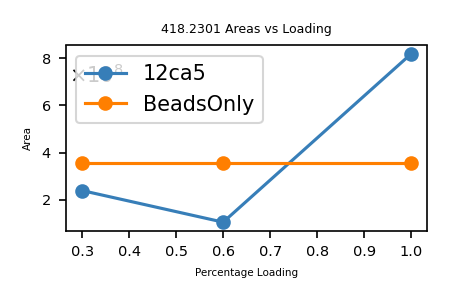 418.2301 Areas vs Loading
×10⁸
12ca5
BeadsOnly
8
6
4
2
Area
0.3 0.4 0.5 0.6 0.7 0.8 0.9 1.0
Percentage Loading